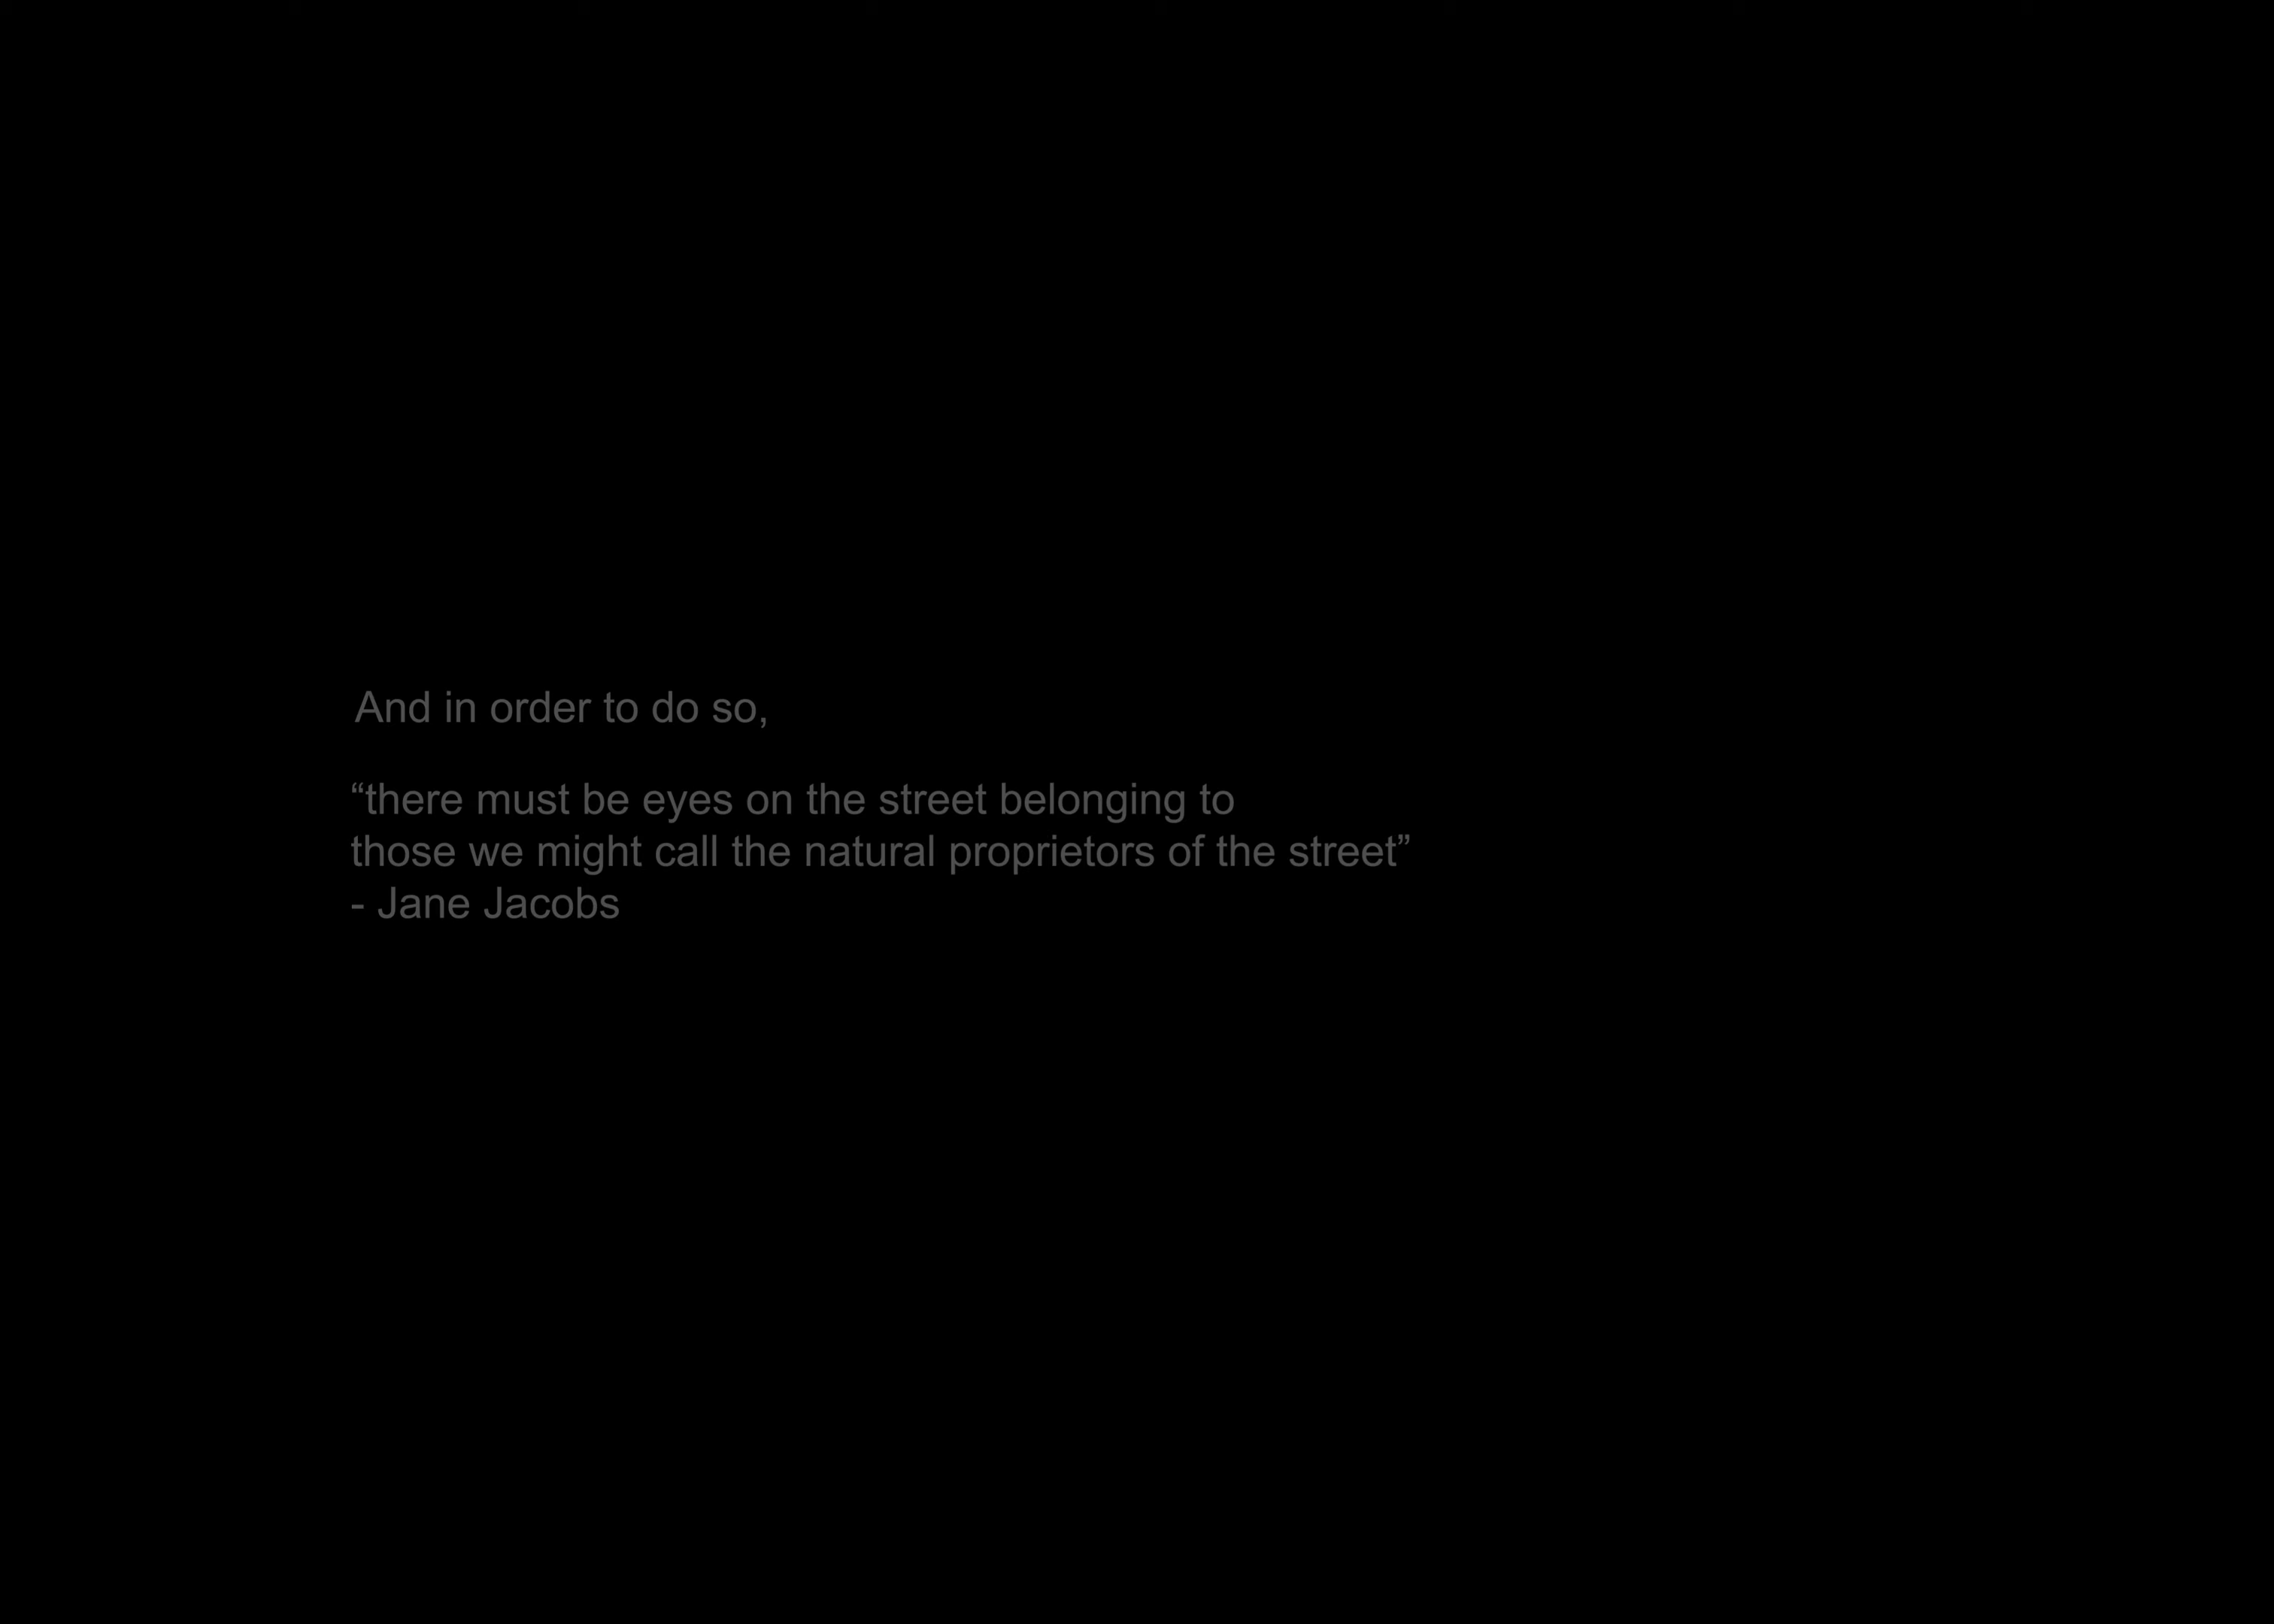 And in order to do so,
“there must be eyes on the street belonging to
those we might call the natural proprietors of the street”
- Jane Jacobs